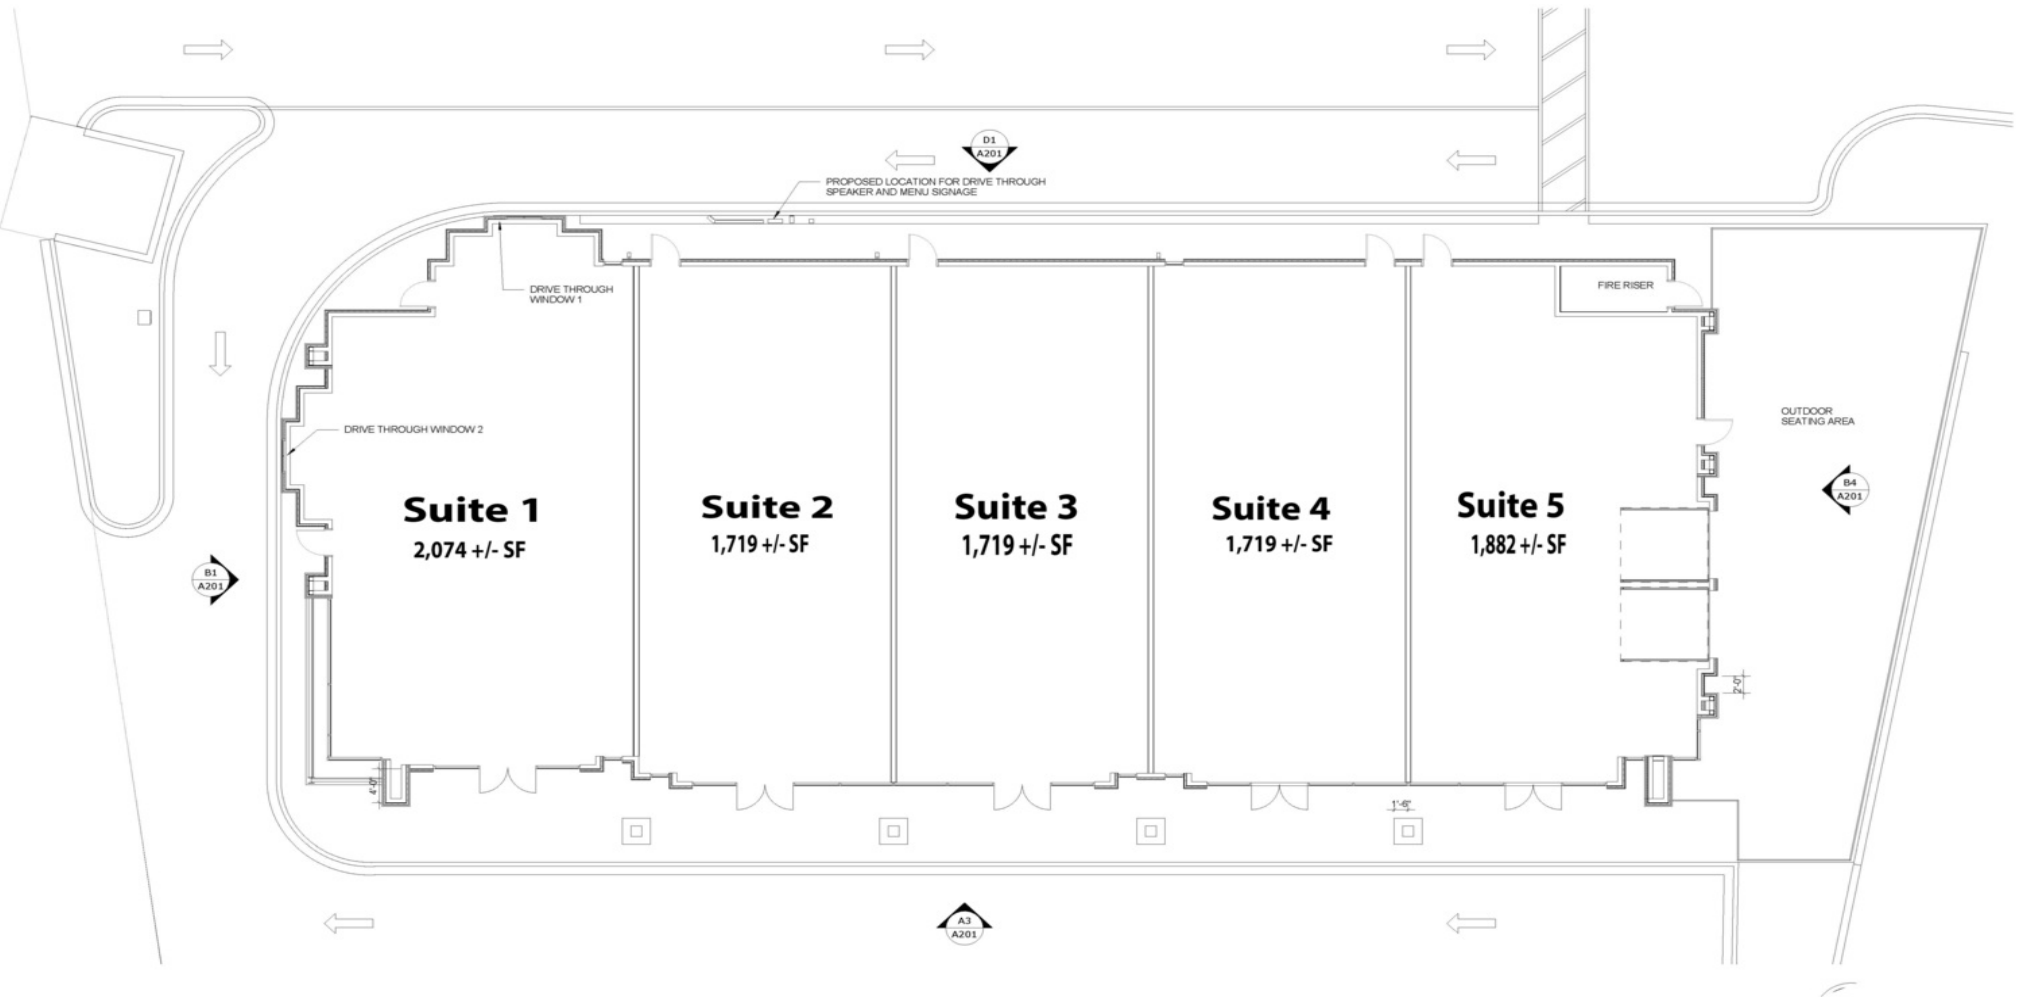 D1
A201
PROPOSED LOCATION FOR DRIVE THROUGH
SPEAKER AND MENU SIGNAGE
DRIVE THROUGH
WINDOW 1
FIRE RISER
DRIVE THROUGH WINDOW 2
OUTDOOR
SEATING AREA
B4
A201
Suite 1
2,074 +/- SF
Suite 2
1,719 +/- SF
Suite 3
1,719 +/- SF
Suite 4
1,719 +/- SF
Suite 5
1,882 +/- SF
B1
A201
2'-0"
4'-0"
1'-6"
A3
A201